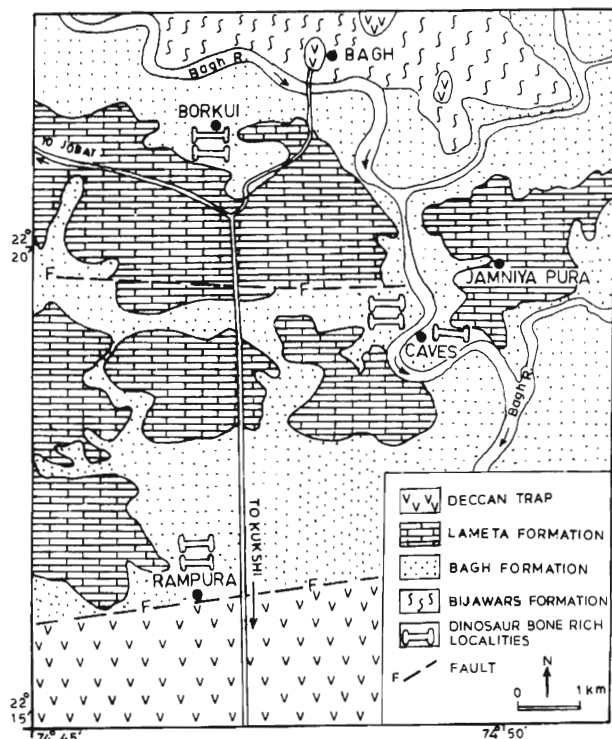 BAGH
Bagh R.
BORKUI
TO JOBAT
22°
20'
F
F
JAMNIYA PURA
CAVES
Bagh R.
TO KUKSHI
RAMPURA
F
22°
15'
74°45'
74°50'
DECCAN TRAP
LAMETA FORMATION
BAGH FORMATION
BIJAWARS FORMATION
DINOSAUR BONE RICH
LOCALITIES
F FAULT
N
0 1 km